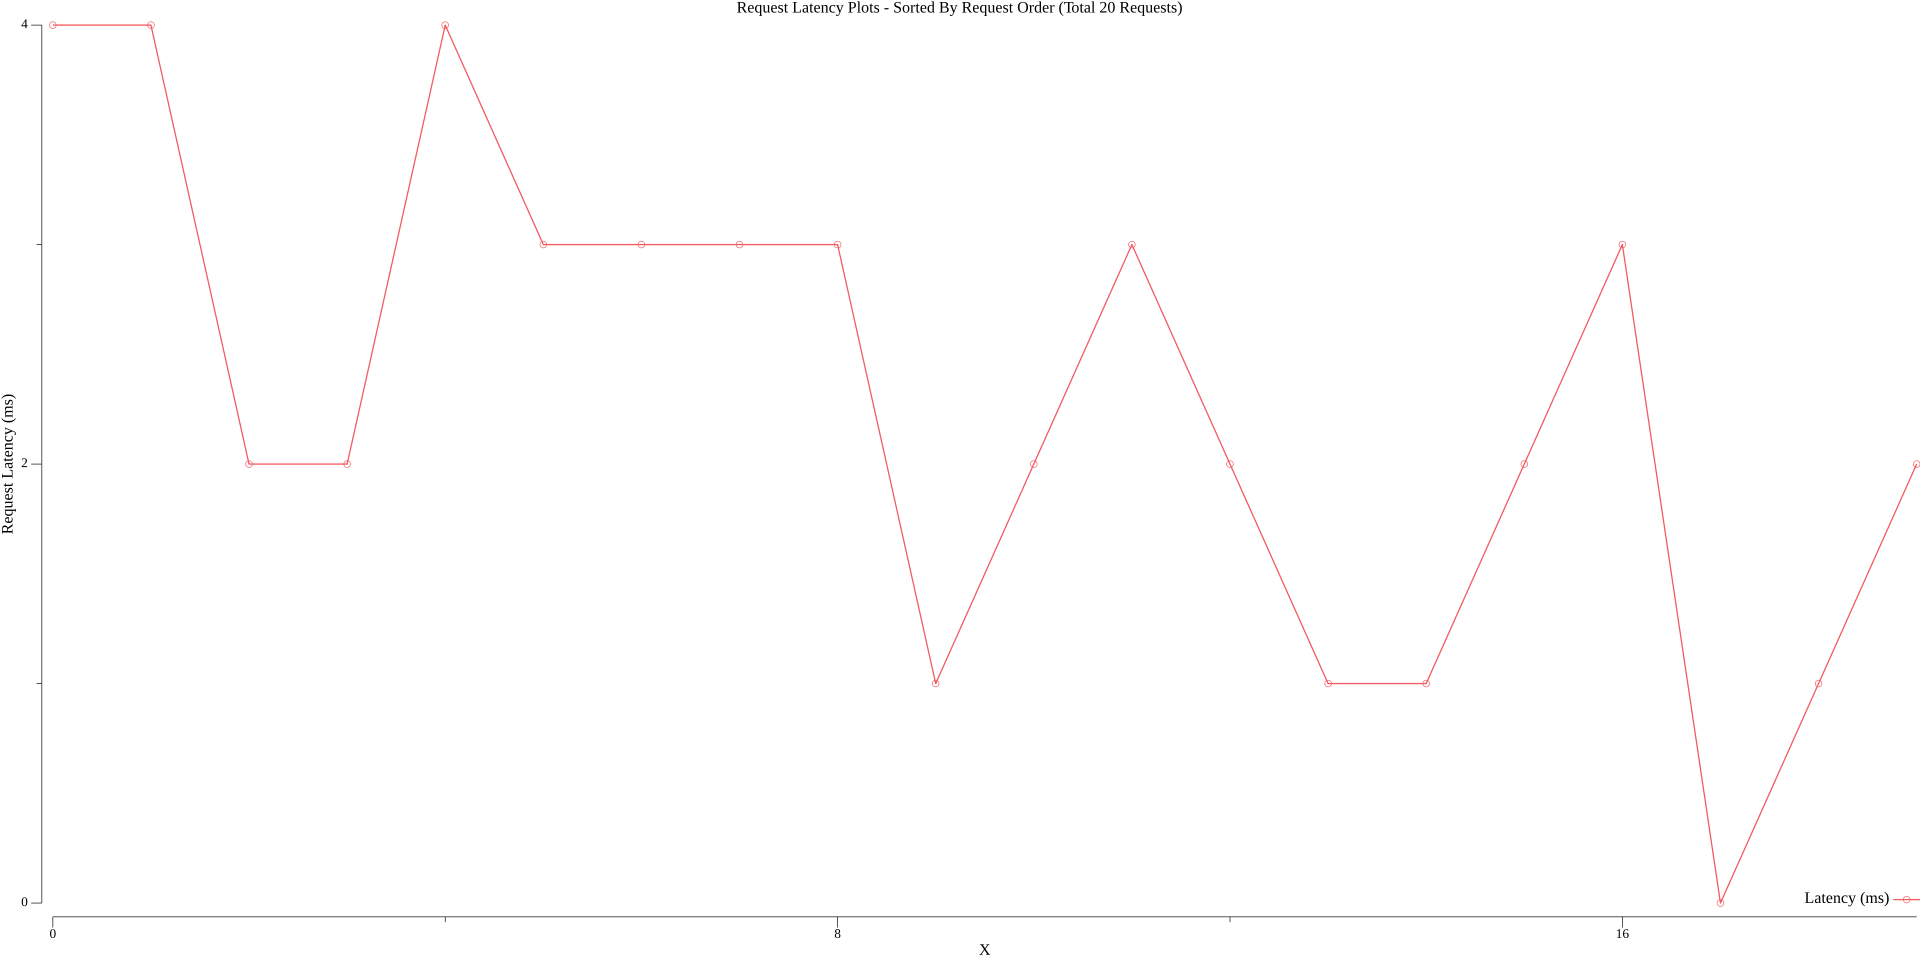 Request Latency Plots - Sorted By Request Order (Total 20 Requests)
4
2
0
Request Latency (ms)
Latency (ms)
0
8
16
X